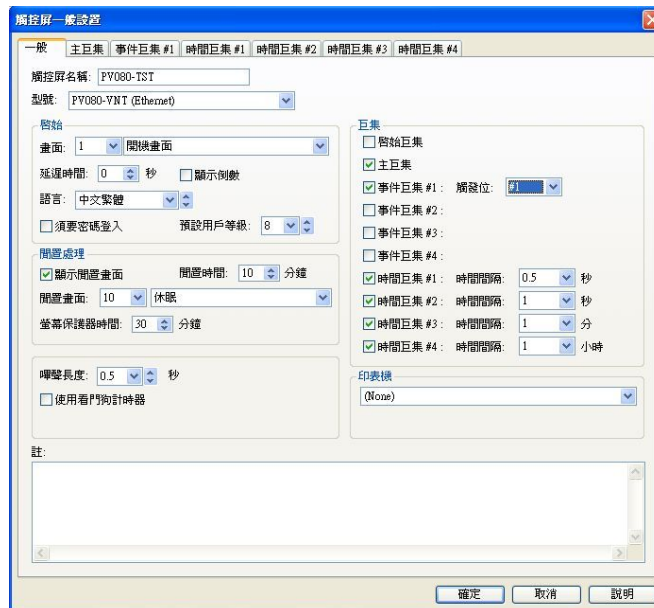 觸控屏一般設置
一般 主巨集 事件巨集 #1 時間巨集 #1 時間巨集 #2 時間巨集 #3 時間巨集 #4
觸控屏名稱: PV080-TST
型號: PV080-VNT (Ethernet)
啓始
畫面: 1 開機畫面
延遲時間: 0 秒 顯示倒數
語言: 中文繁體
須要密碼登入 預設用戶等級: 8
閒置處理
顯示閒置畫面 閒置時間: 10 分鐘
閒置畫面: 10 休眠
螢幕保護器時間: 30 分鐘
嗶聲長度: 0.5 秒
使用看門狗計時器
巨集
啓始巨集
主巨集
事件巨集 #1 : 觸發位: #1
事件巨集 #2 :
事件巨集 #3 :
事件巨集 #4 :
時間巨集 #1 : 時間間隔: 0.5 秒
時間巨集 #2 : 時間間隔: 1 秒
時間巨集 #3 : 時間間隔: 1 分
時間巨集 #4 : 時間間隔: 1 小時
印表機
(None)
註:
確定 取消 說明